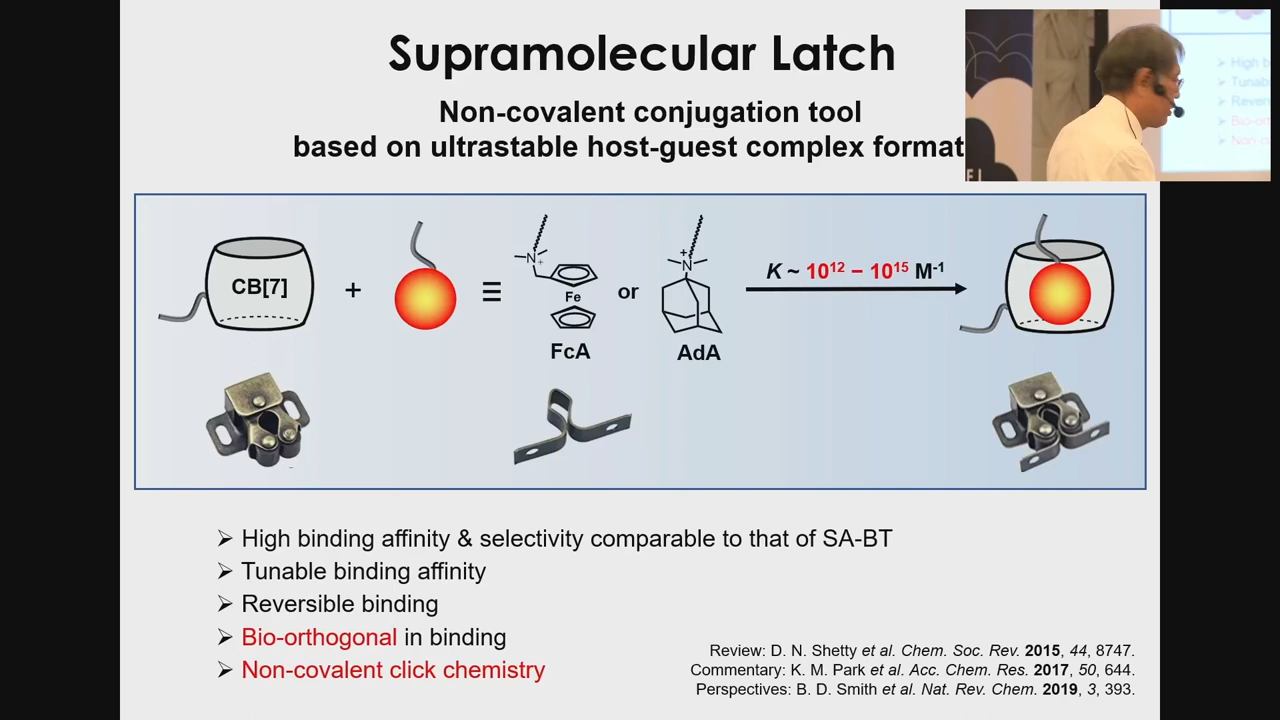 Supramolecular Latch
Non-covalent conjugation tool
based on ultrastable host-guest complex format
CB[7]
+
≡
N
+
Fe
FcA
or
+
N
AdA
K ~ 10¹² − 10¹⁵ M⁻¹
➢ High binding affinity & selectivity comparable to that of SA-BT
➢ Tunable binding affinity
➢ Reversible binding
➢ Bio-orthogonal in binding
➢ Non-covalent click chemistry
Review: D. N. Shetty et al. Chem. Soc. Rev. 2015, 44, 8747.
Commentary: K. M. Park et al. Acc. Chem. Res. 2017, 50, 644.
Perspectives: B. D. Smith et al. Nat. Rev. Chem. 2019, 3, 393.